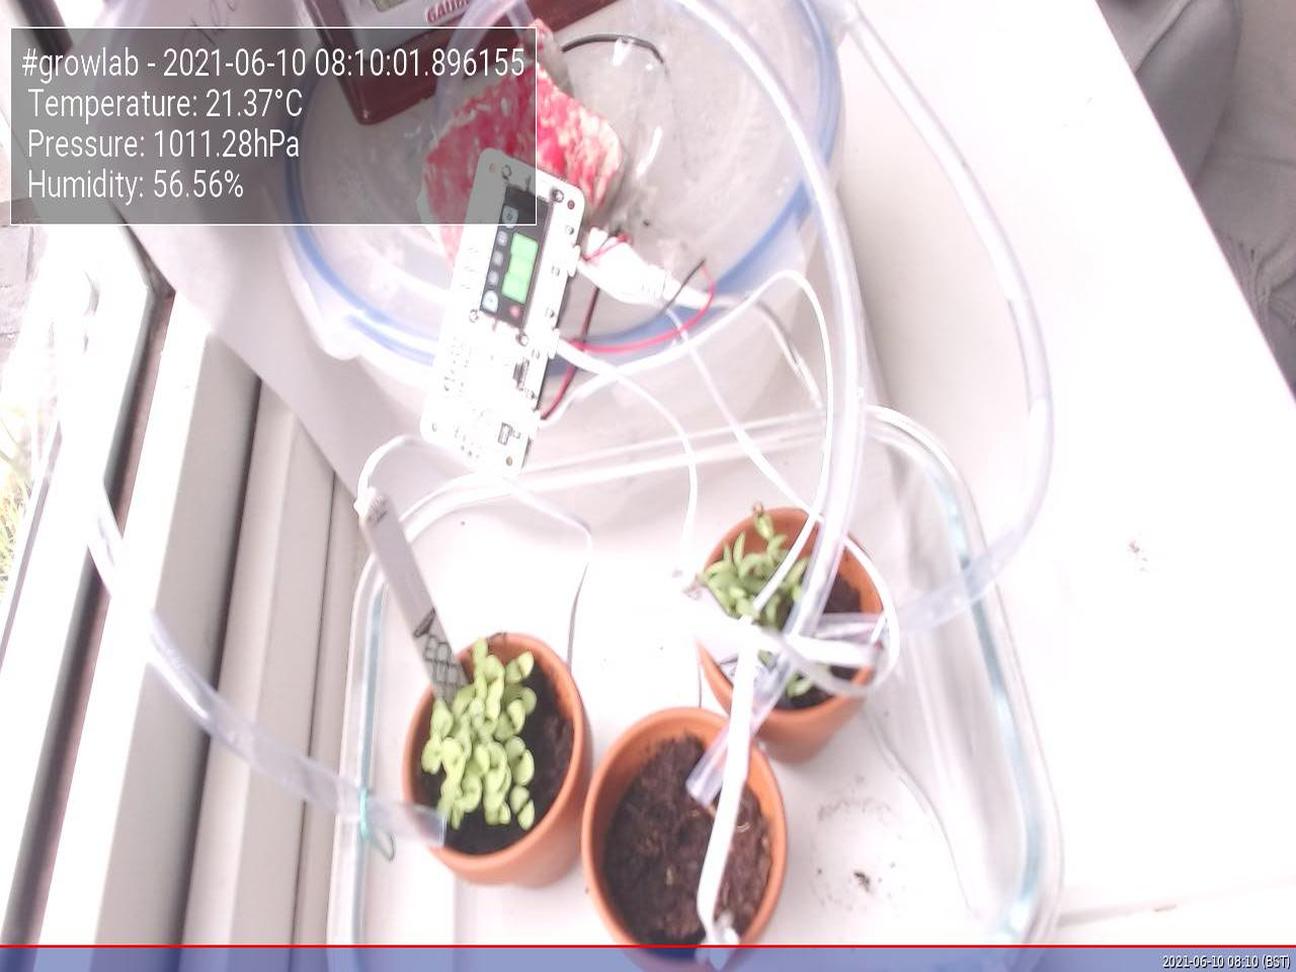 #growlab - 2021-06-10 08:10:01.896155
Temperature: 21.37°C
Pressure: 1011.28hPa
Humidity: 56.56%
2021-06-10 08:10 (BST)